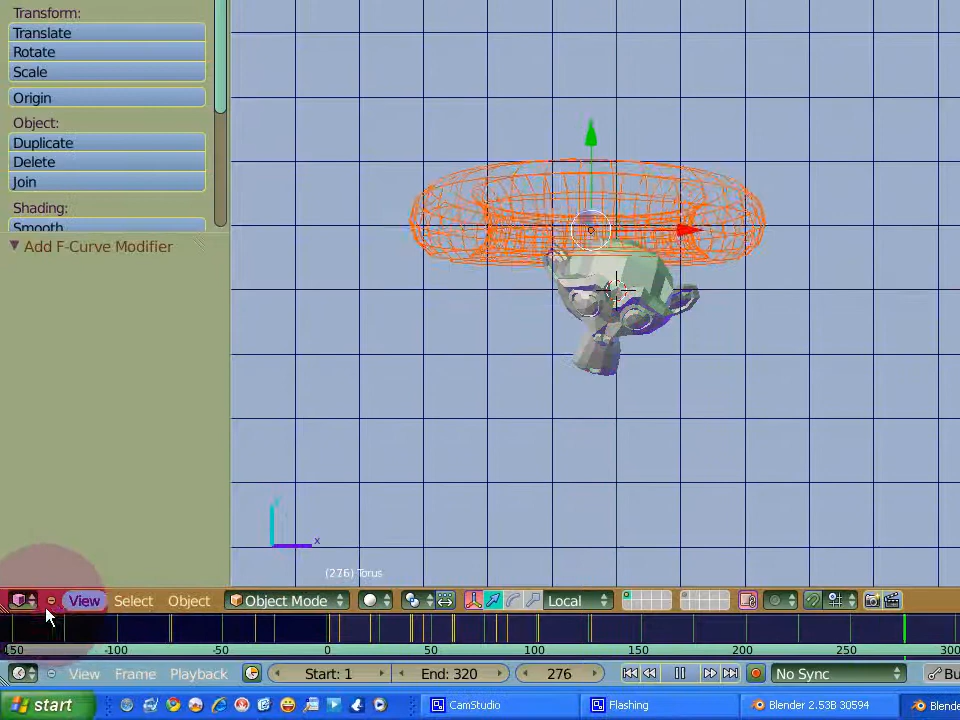 Transform:
Translate
Rotate
Scale
Origin
Object:
Duplicate
Delete
Join
Shading:
Smooth
Add F-Curve Modifier
x
(276) Torus
View Select Object Object Mode Local
-150 -100 -50 0 50 100 150 200 250 300
View Frame Playback Start: 1 End: 320 276 No Sync Bu
start CamStudio Flashing Blender 2.53B 30594 Blende